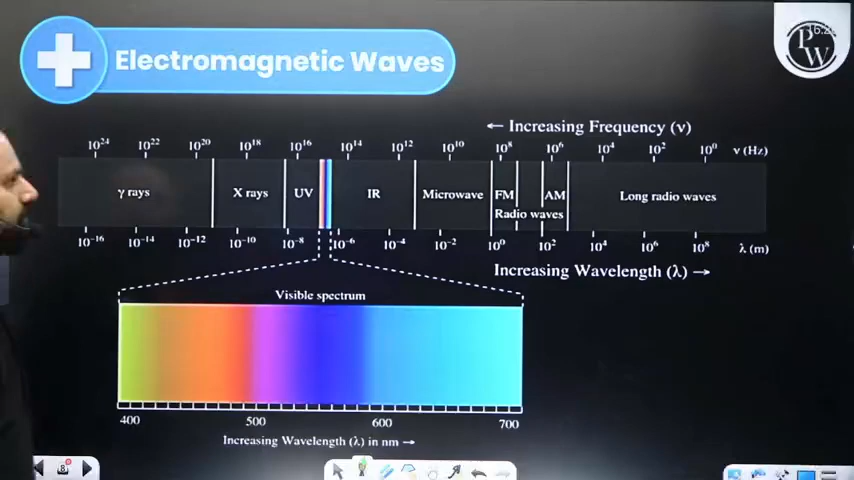 Electromagnetic Waves
PW
← Increasing Frequency (ν)
10²⁴ 10²² 10²⁰ 10¹⁸ 10¹⁶ 10¹⁴ 10¹² 10¹⁰ 10⁸ 10⁶ 10⁴ 10² 10⁰ ν (Hz)
γ rays X rays UV IR Microwave FM AM Long radio waves
Radio waves
10⁻¹⁶ 10⁻¹⁴ 10⁻¹² 10⁻¹⁰ 10⁻⁸ 10⁻⁶ 10⁻⁴ 10⁻² 10⁰ 10² 10⁴ 10⁶ 10⁸ λ (m)
Increasing Wavelength (λ) →
Visible spectrum
400 500 600 700
Increasing Wavelength (λ) in nm →